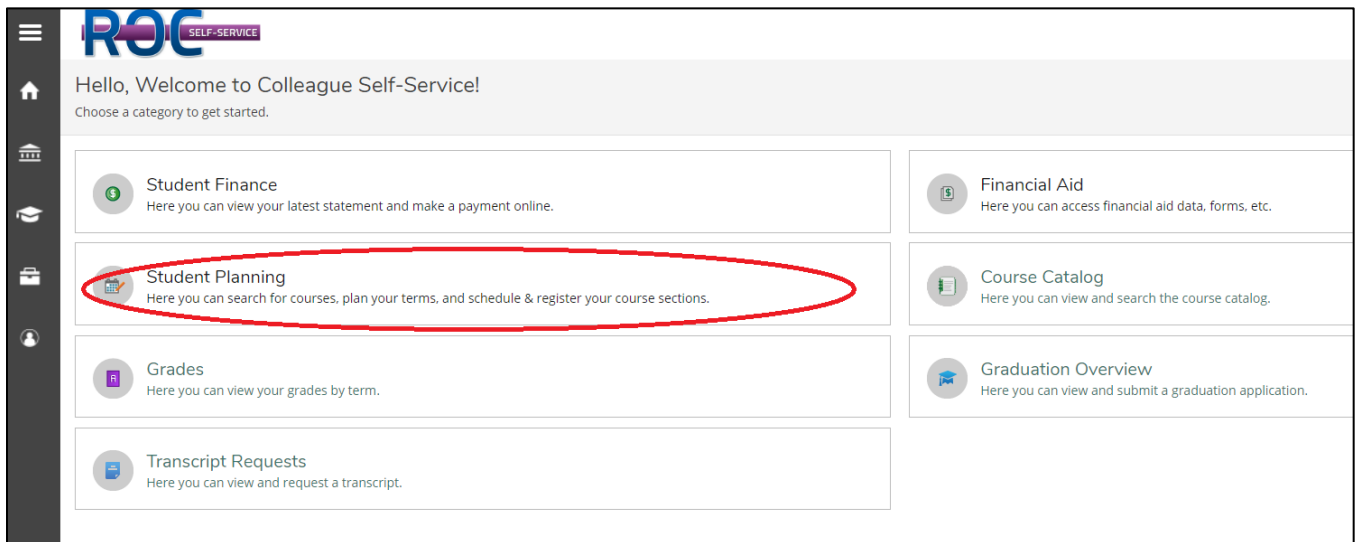 ROC SELF-SERVICE
Hello, Welcome to Colleague Self-Service!
Choose a category to get started.
Student Finance
Here you can view your latest statement and make a payment online.
Financial Aid
Here you can access financial aid data, forms, etc.
Student Planning
Here you can search for courses, plan your terms, and schedule & register your course sections.
Course Catalog
Here you can view and search the course catalog.
Grades
Here you can view your grades by term.
Graduation Overview
Here you can view and submit a graduation application.
Transcript Requests
Here you can view and request a transcript.